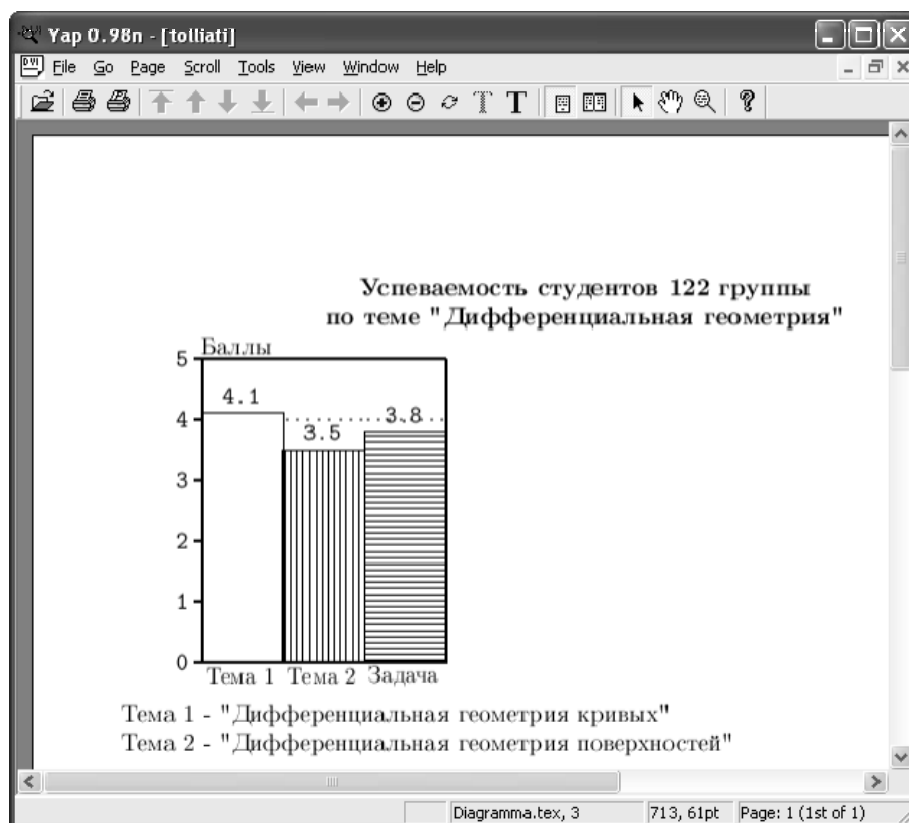 Yap 0.98n - [tolliati]
File Go Page Scroll Tools View Window Help
Успеваемость студентов 122 группы
по теме "Дифференциальная геометрия"
Баллы
5
4.1
4
3.8
3.5
3
2
1
0
Тема 1 Тема 2 Задача
Тема 1 - "Дифференциальная геометрия кривых"
Тема 2 - "Дифференциальная геометрия поверхностей"
Diagramma.tex, 3 713, 61pt Page: 1 (1st of 1)